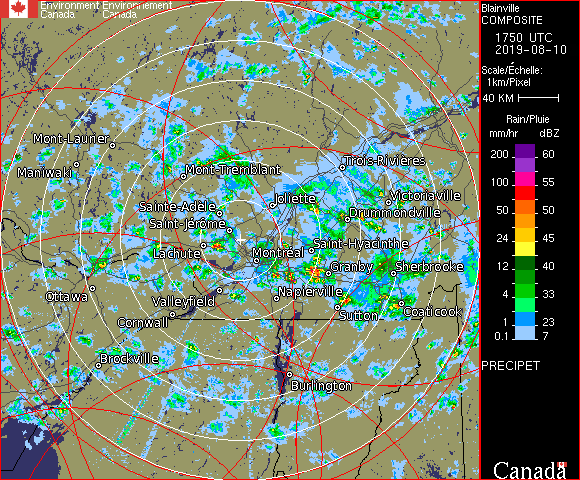 Environment Environnement
Canada Canada
Blainville
COMPOSITE
1750 UTC
2019-08-10
Scale/Échelle:
1km/Pixel
40 KM
Rain/Pluie
mm/hr dBZ
200 60
100 55
50 50
24 45
12 40
4 33
1 23
0.1 7
PRECIPET
Canada
Mont-Laurier
Maniwaki
Mont-Tremblant
Trois-Rivières
Joliette
Victoriaville
Sainte-Adèle
Drummondville
Saint-Jérôme
Lachute
Montréal
Saint-Hyacinthe
Granby
Sherbrooke
Ottawa
Valleyfield
Napierville
Cornwall
Sutton
Coaticook
Brockville
Burlington